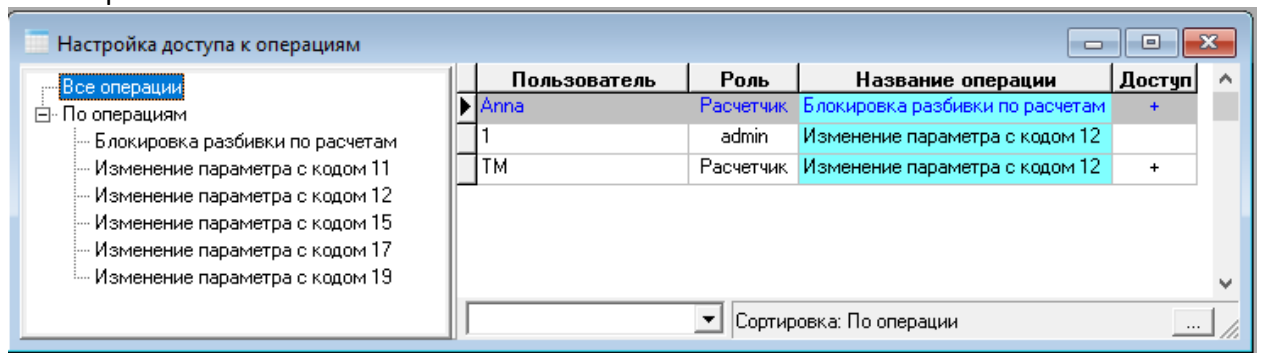 Настройка доступа к операциям
Все операции
По операциям
Блокировка разбивки по расчетам
Изменение параметра с кодом 11
Изменение параметра с кодом 12
Изменение параметра с кодом 15
Изменение параметра с кодом 17
Изменение параметра с кодом 19
Пользователь Роль Название операции Доступ
Anna Расчетчик Блокировка разбивки по расчетам +
1 admin Изменение параметра с кодом 12
ТМ Расчетчик Изменение параметра с кодом 12 +
Сортировка: По операции ...